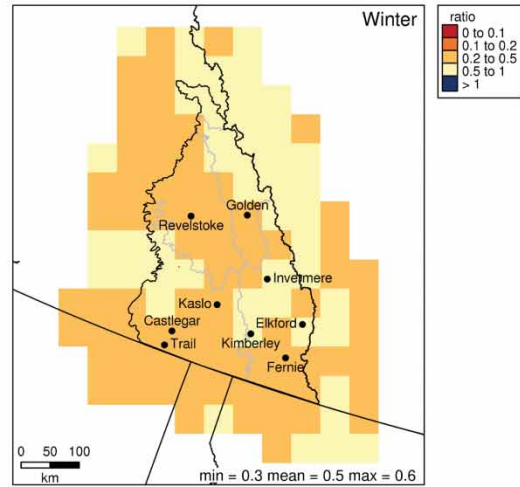 Winter
ratio
0 to 0.1
0.1 to 0.2
0.2 to 0.5
0.5 to 1
> 1
Golden
Revelstoke
Invermere
Kaslo
Castlegar
Elkford
Trail
Kimberley
Fernie
0 50 100
km
min = 0.3 mean = 0.5 max = 0.6